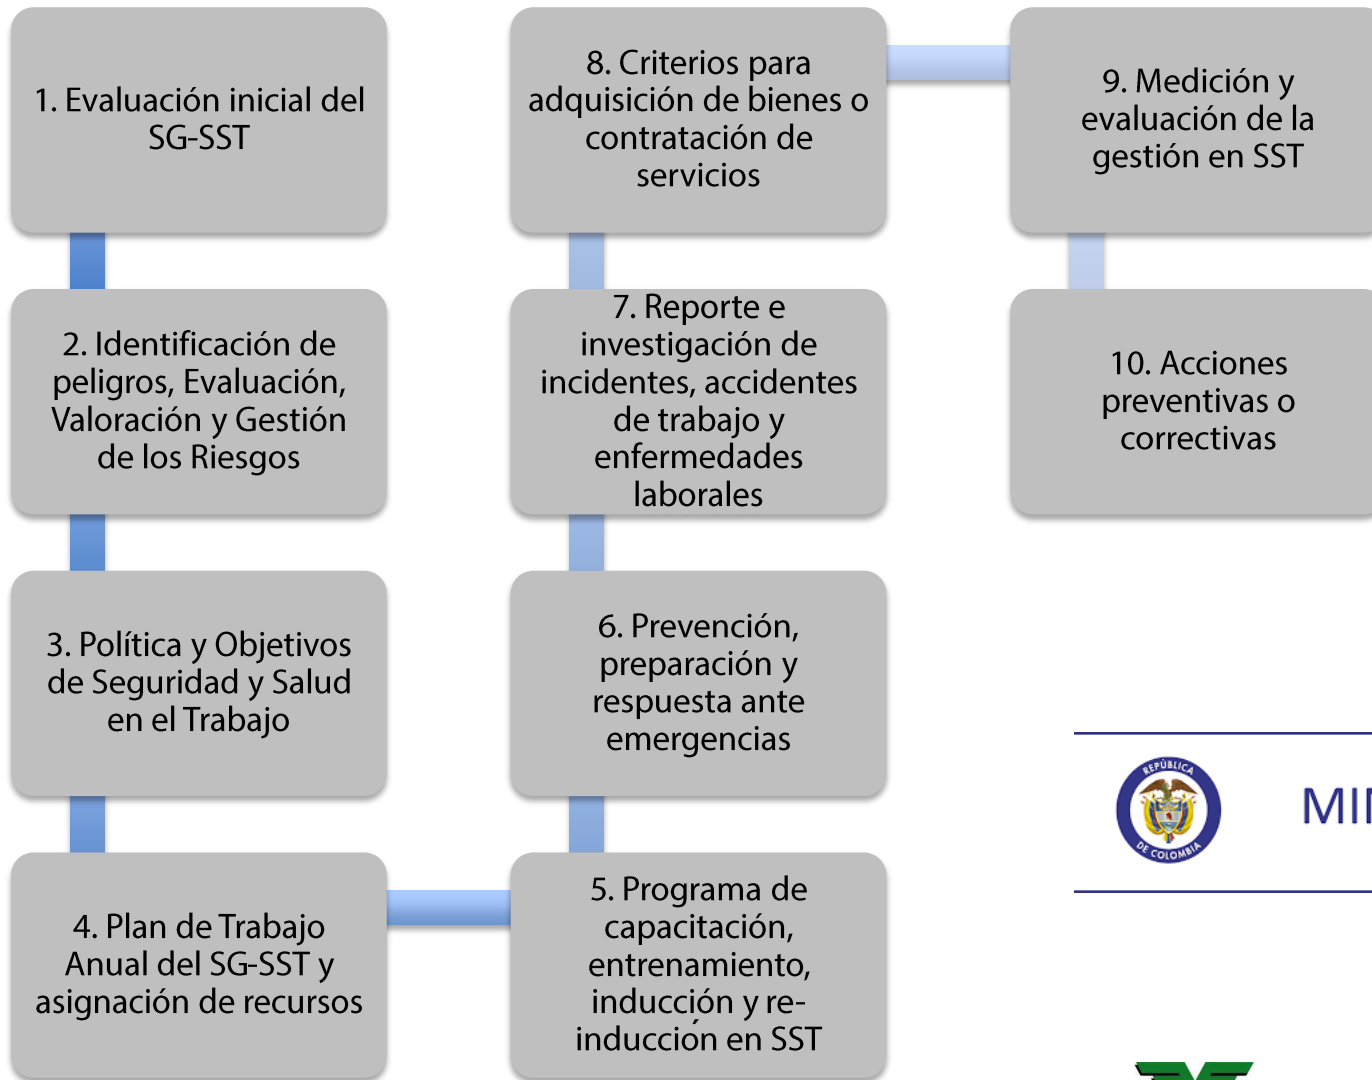 1. Evaluación inicial del
SG-SST
2. Identificación de
peligros, Evaluación,
Valoración y Gestión
de los Riesgos
3. Política y Objetivos
de Seguridad y Salud
en el Trabajo
4. Plan de Trabajo
Anual del SG-SST y
asignación de recursos
5. Programa de
capacitación,
entrenamiento,
inducción y re-
inducción en SST
6. Prevención,
preparación y
respuesta ante
emergencias
7. Reporte e
investigación de
incidentes, accidentes
de trabajo y
enfermedades
laborales
8. Criterios para
adquisición de bienes o
contratación de
servicios
9. Medición y
evaluación de la
gestión en SST
10. Acciones
preventivas o
correctivas
REPÚBLICA
DE COLOMBIA